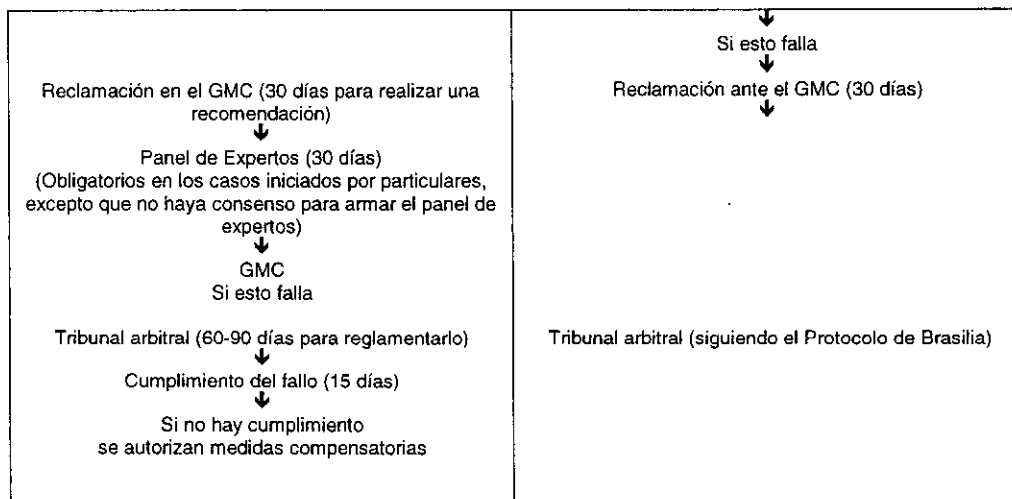 Reclamación en el GMC (30 días para realizar una
recomendación)
Panel de Expertos (30 días)
(Obligatorios en los casos iniciados por particulares,
excepto que no haya consenso para armar el panel de
expertos)
GMC
Si esto falla
Tribunal arbitral (60-90 días para reglamentarlo)
Cumplimiento del fallo (15 días)
Si no hay cumplimiento
se autorizan medidas compensatorias
Si esto falla
Reclamación ante el GMC (30 días)
Tribunal arbitral (siguiendo el Protocolo de Brasilia)